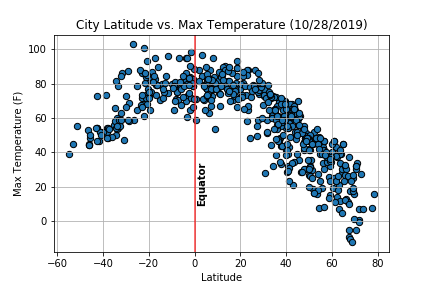 City Latitude vs. Max Temperature (10/28/2019)
100
80
60
40
20
0
Max Temperature (F)
Equator
−60 −40 −20 0 20 40 60 80
Latitude